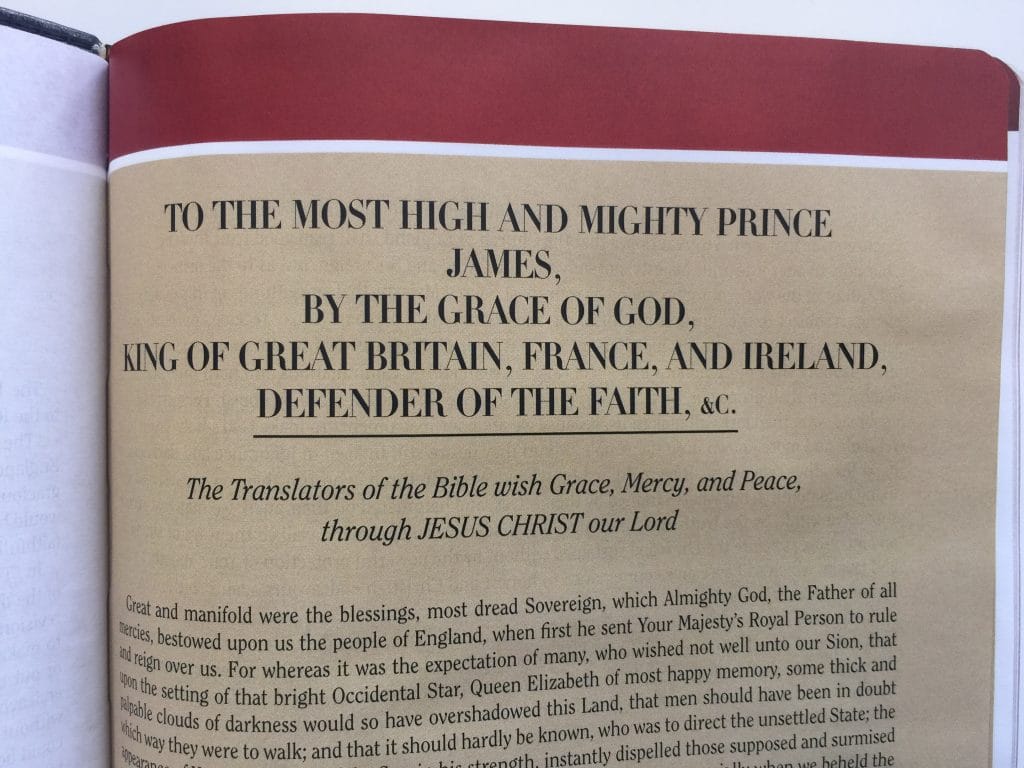 TO THE MOST HIGH AND MIGHTY PRINCE
JAMES,
BY THE GRACE OF GOD,
KING OF GREAT BRITAIN, FRANCE, AND IRELAND,
DEFENDER OF THE FAITH, &C.
The Translators of the Bible wish Grace, Mercy, and Peace,
through JESUS CHRIST our Lord
Great and manifold were the blessings, most dread Sovereign, which Almighty God, the Father of all
mercies, bestowed upon us the people of England, when first he sent Your Majesty's Royal Person to rule
and reign over us. For whereas it was the expectation of many, who wished not well unto our Sion, that
upon the setting of that bright Occidental Star, Queen Elizabeth of most happy memory, some thick and
palpable clouds of darkness would so have overshadowed this Land, that men should have been in doubt
which way they were to walk; and that it should hardly be known, who was to direct the unsettled State; the
strength, instantly dispelled those supposed and surmised
when we beheld the